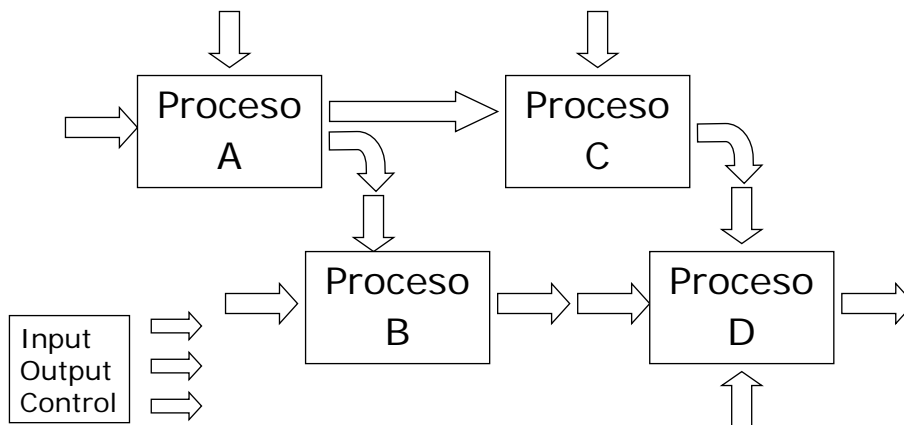 Proceso
A
Proceso
C
Proceso
B
Proceso
D
Input
Output
Control